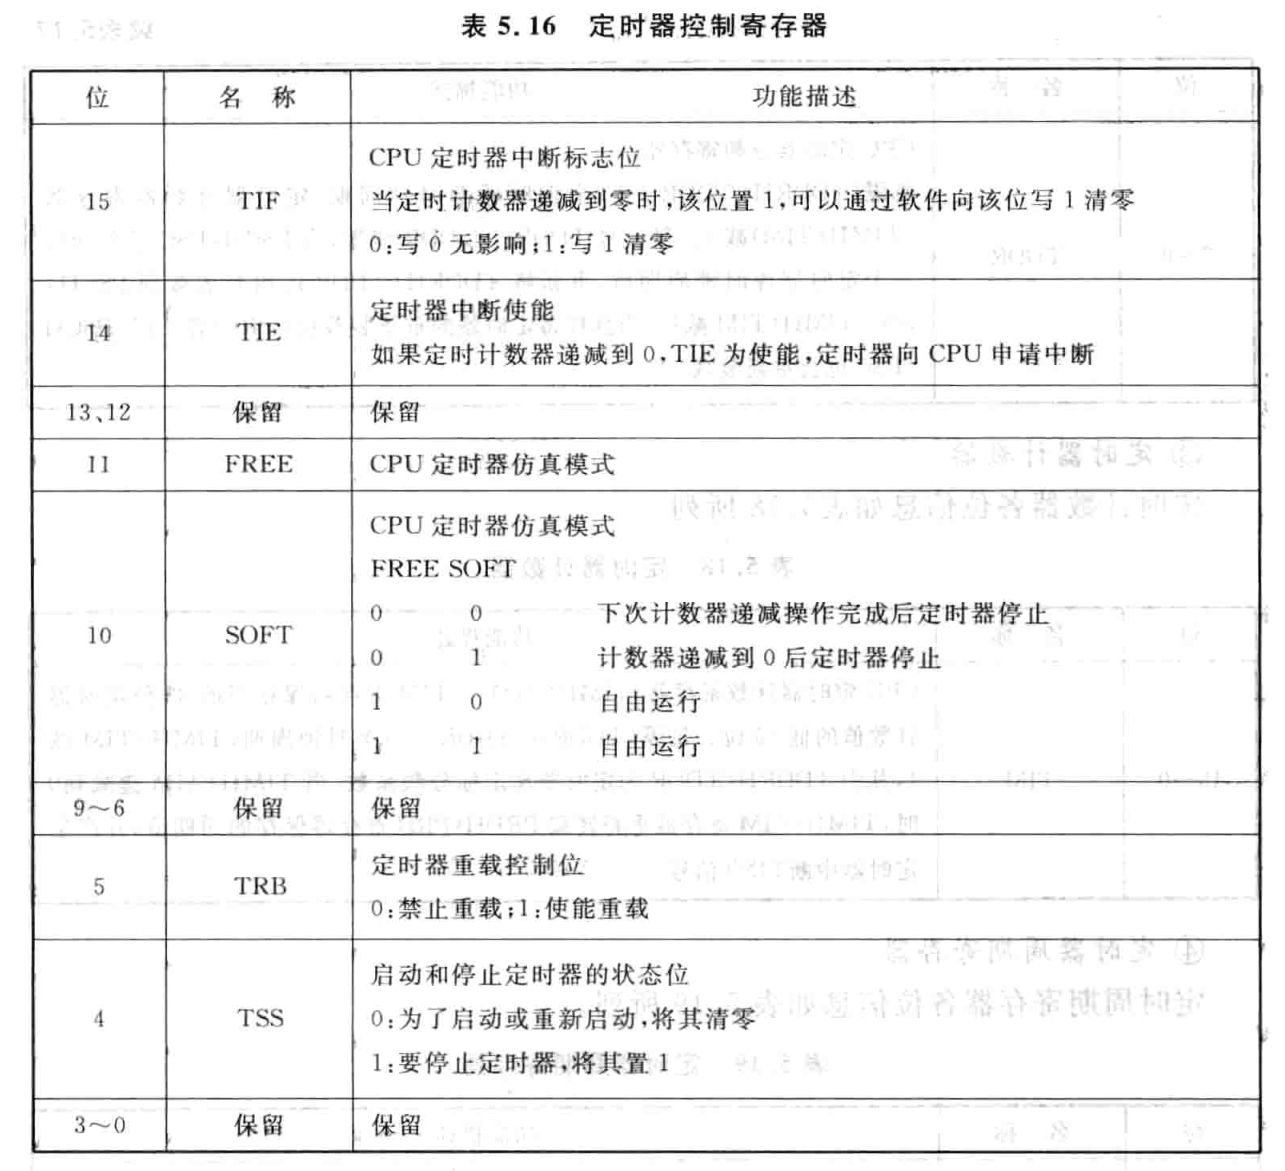 表 5.16 定时器控制寄存器
位 名 称 功能描述
CPU 定时器中断标志位
15 TIF 当定时计数器递减到零时,该位置 1,可以通过软件向该位写 1 清零
0:写 0 无影响;1:写 1 清零
定时器中断使能
14 TIE
如果定时计数器递减到 0,TIE 为使能,定时器向 CPU 申请中断
13、12 保留 保留
11 FREE CPU 定时器仿真模式
CPU 定时器仿真模式
FREE SOFT
0 0 下次计数器递减操作完成后定时器停止
10 SOFT
0 1 计数器递减到 0 后定时器停止
1 0 自由运行
1 1 自由运行
9～6 保留 保留
定时器重载控制位
5 TRB
0:禁止重载;1:使能重载
启动和停止定时器的状态位
4 TSS 0:为了启动或重新启动,将其清零
1:要停止定时器,将其置 1
3～0 保留 保留